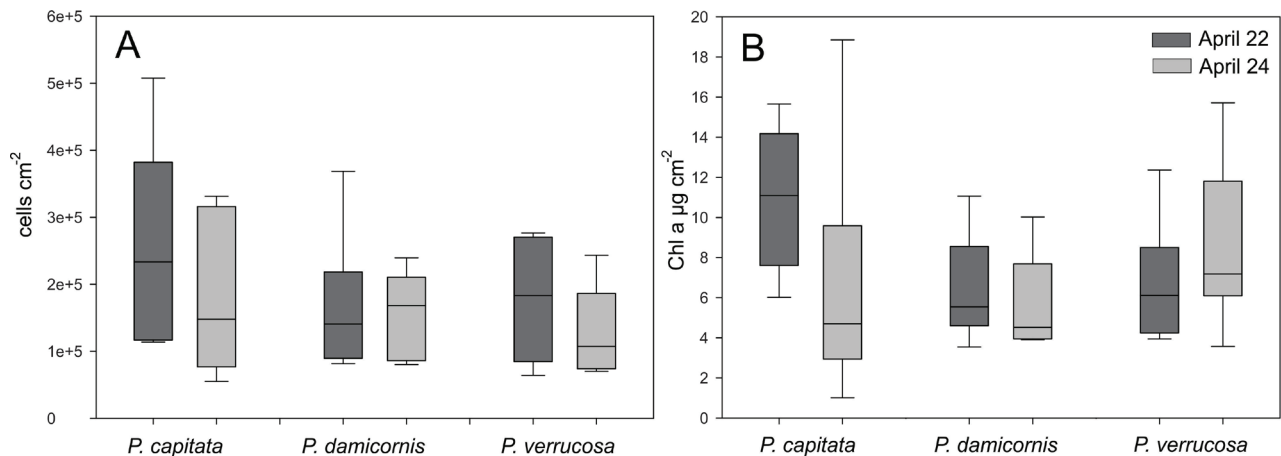 A
6e+5
5e+5
4e+5
3e+5
2e+5
1e+5
0
cells cm-2
P. capitata
P. damicornis
P. verrucosa
B
April 22
April 24
20
18
16
14
12
10
8
6
4
2
0
Chl a µg cm-2
P. capitata
P. damicornis
P. verrucosa